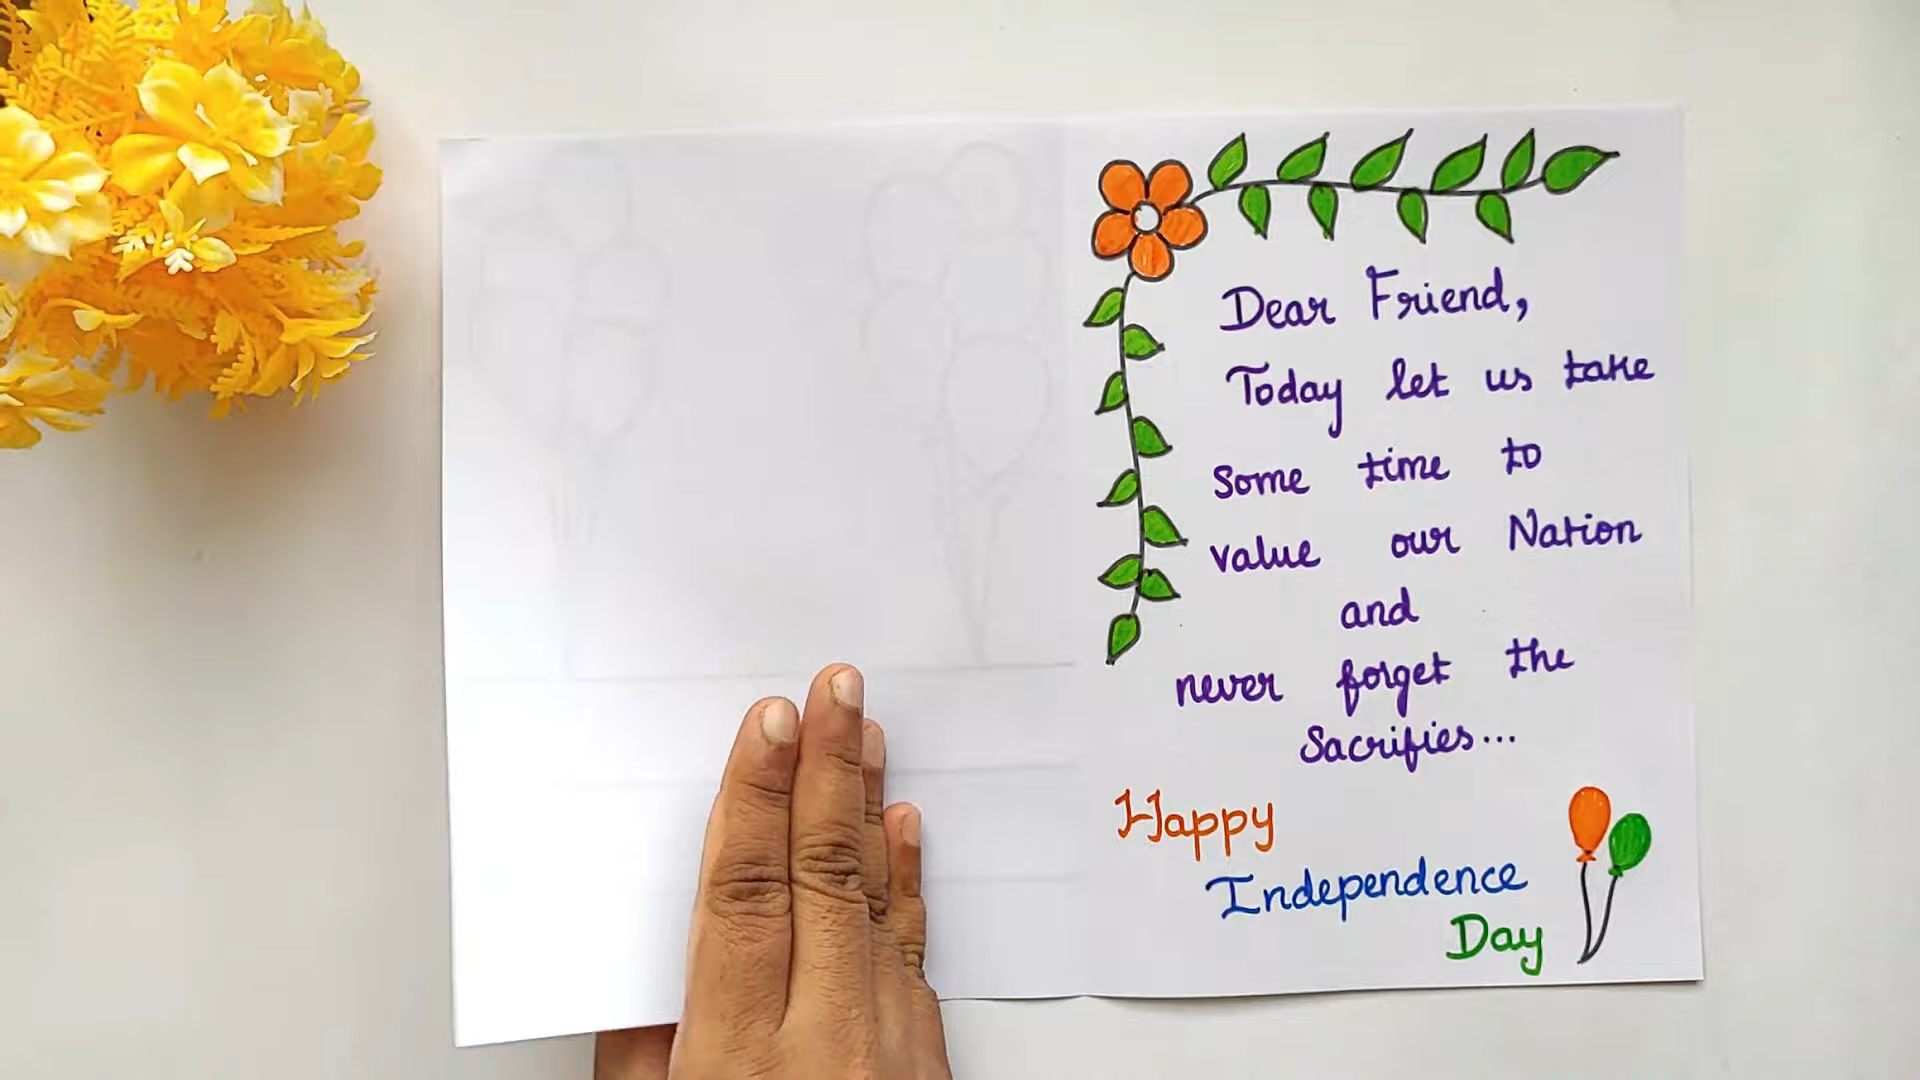 Dear Friend,
Today let us take
some time to
value our Nation
and
never forget the
Sacrifies...
Happy
Independence
Day